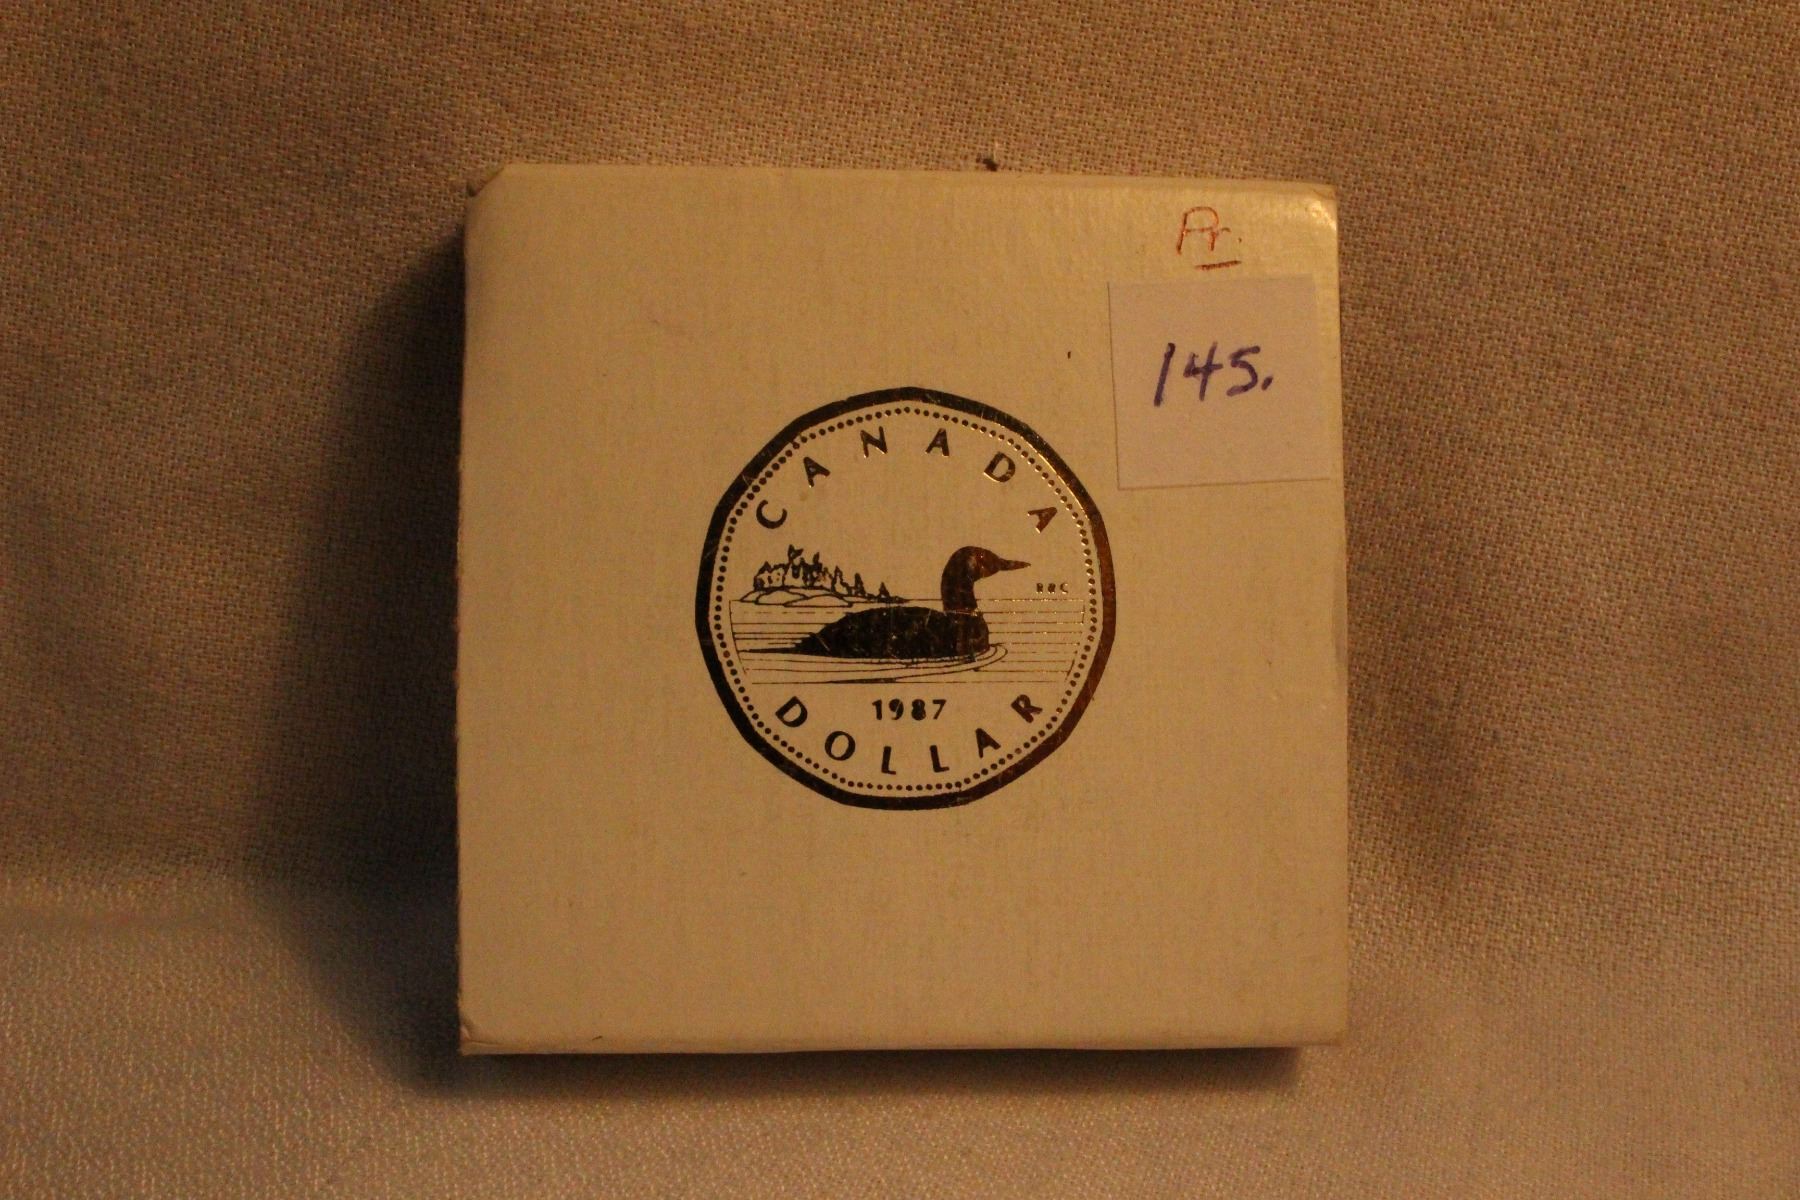 Pr.
145.
CANADA
RRC
1987
DOLLAR